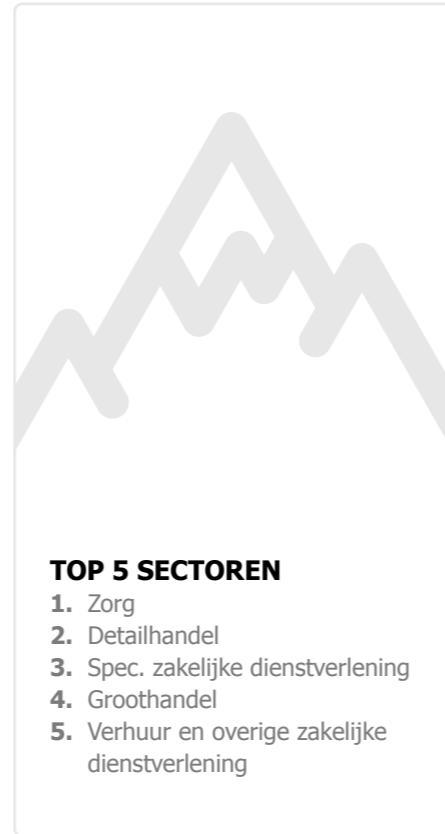 TOP 5 SECTOREN
1. Zorg
2. Detailhandel
3. Spec. zakelijke dienstverlening
4. Groothandel
5. Verhuur en overige zakelijke
dienstverlening